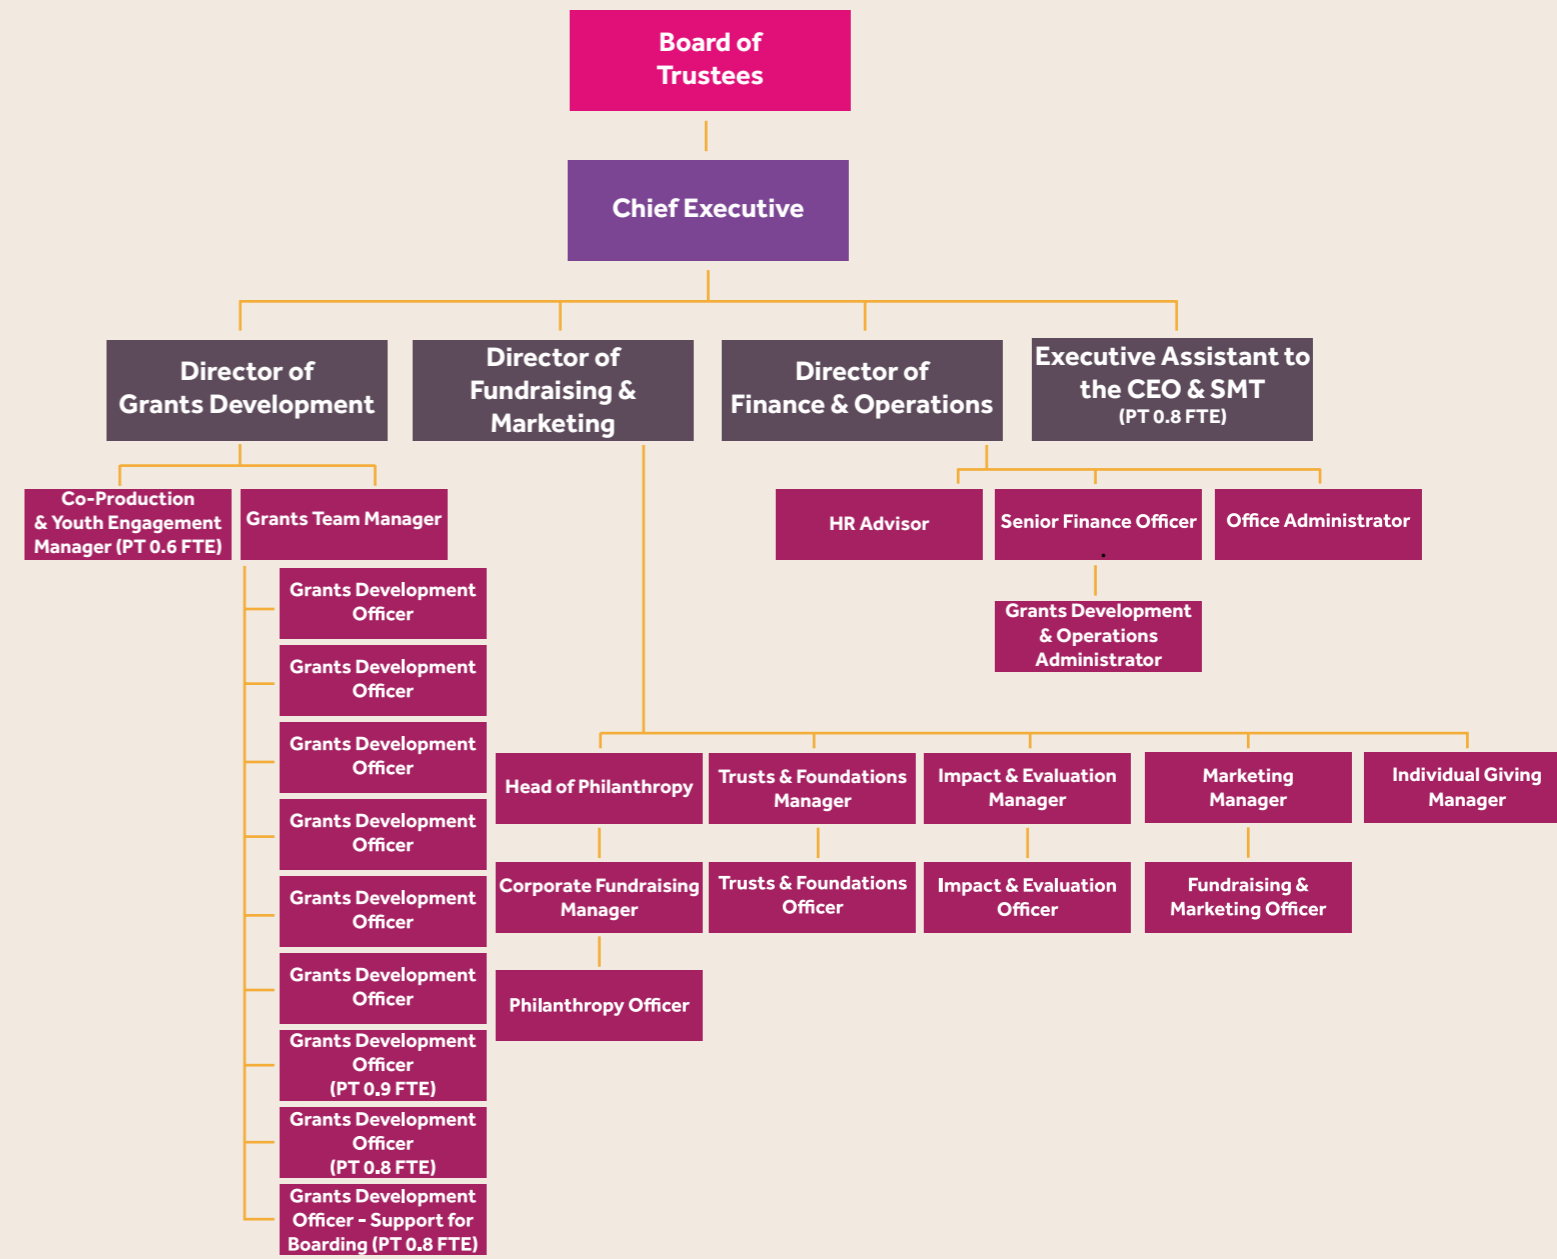 Board of
Trustees
Chief Executive
Director of
Grants Development
Director of
Fundraising &
Marketing
Director of
Finance & Operations
Executive Assistant to
the CEO & SMT
(PT 0.8 FTE)
Co-Production
& Youth Engagement
Manager (PT 0.6 FTE)
Grants Team Manager
HR Advisor
Senior Finance Officer
.
Office Administrator
Grants Development
& Operations
Administrator
Grants Development
Officer
Grants Development
Officer
Grants Development
Officer
Grants Development
Officer
Grants Development
Officer
Grants Development
Officer
Grants Development
Officer
(PT 0.9 FTE)
Grants Development
Officer
(PT 0.8 FTE)
Grants Development
Officer - Support for
Boarding (PT 0.8 FTE)
Head of Philanthropy
Trusts & Foundations
Manager
Impact & Evaluation
Manager
Marketing
Manager
Individual Giving
Manager
Corporate Fundraising
Manager
Trusts & Foundations
Officer
Impact & Evaluation
Officer
Fundraising &
Marketing Officer
Philanthropy Officer